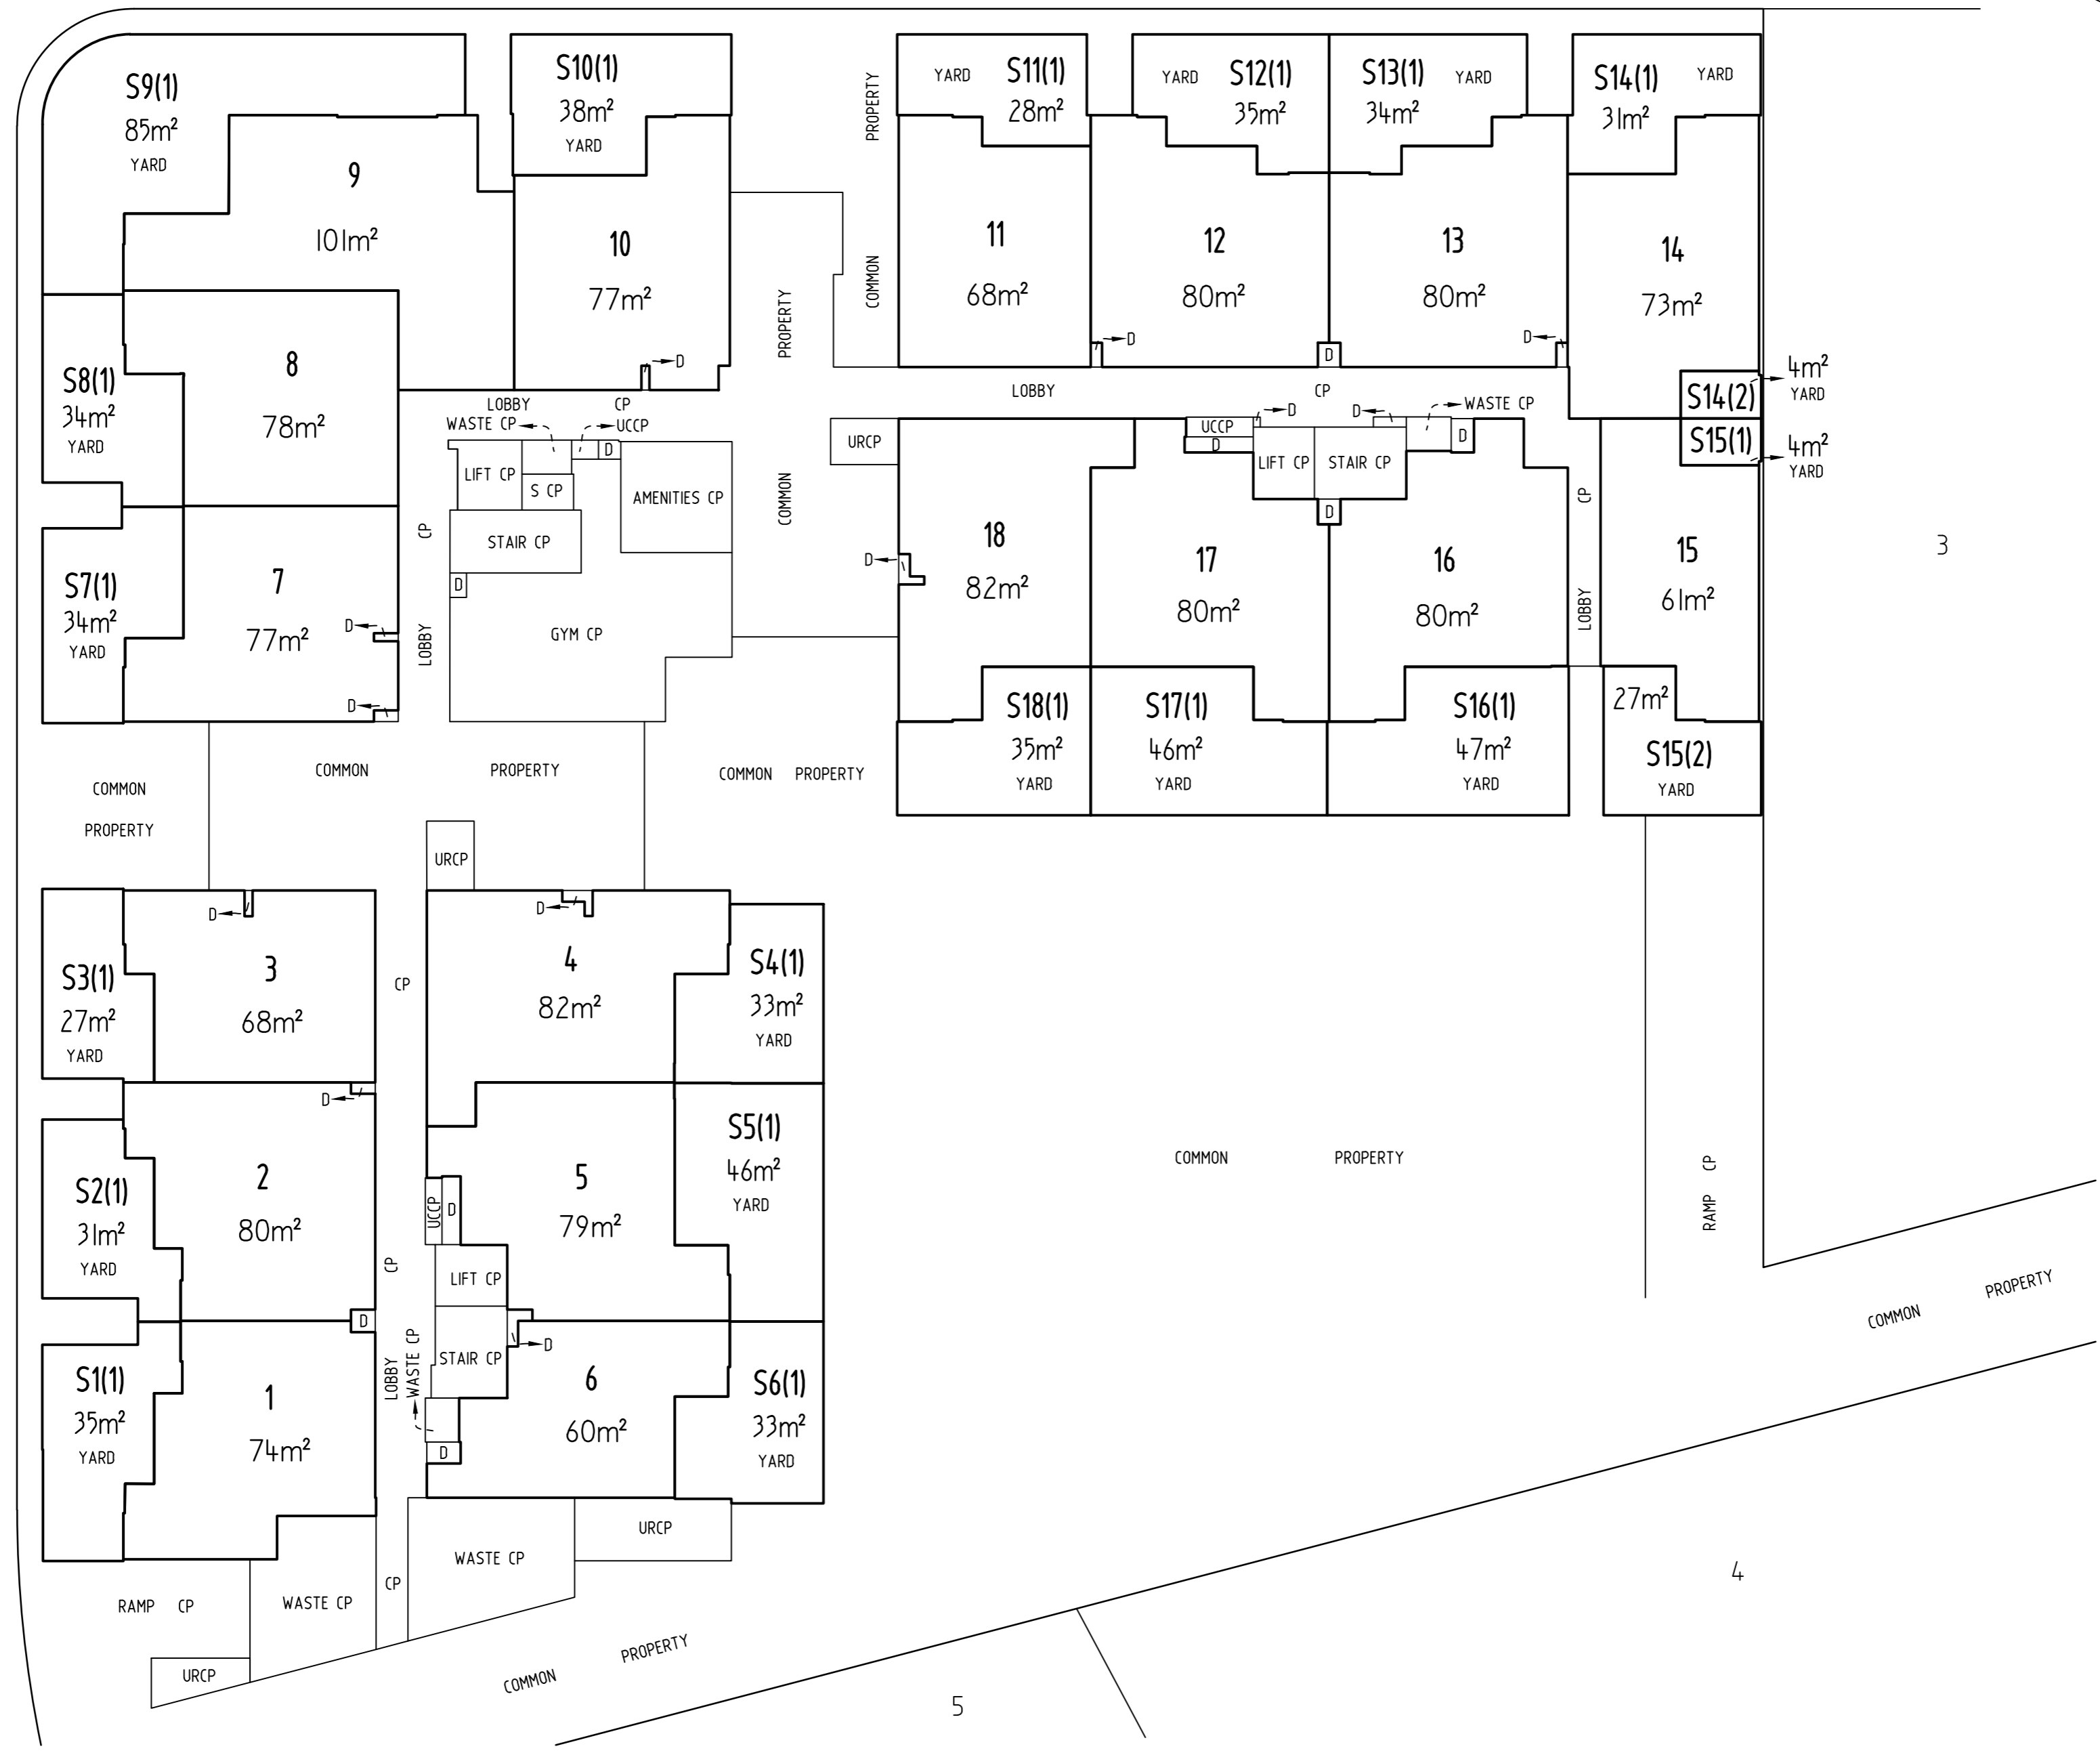 S9(1)
85m²
YARD
9
101m²
S10(1)
38m²
YARD
10
77m²
D
S8(1)
34m²
YARD
8
78m²
S7(1)
34m²
YARD
7
77m²
D
D
LOBBY CP
WASTE CP
UCCP
D
LIFT CP
S CP
AMENITIES CP
STAIR CP
D
GYM CP
CP
LOBBY
PROPERTY
COMMON
PROPERTY
COMMON
YARD S11(1)
28m²
11
68m²
YARD S12(1)
35m²
12
80m²
D
S13(1) YARD
34m²
13
80m²
D
D
S14(1) YARD
31m²
14
73m²
S14(2)
4m²
YARD
S15(1)
4m²
YARD
LOBBY CP
URCP
UCCP
D
D
LIFT CP
STAIR CP
D
WASTE CP
D
D
18
82m²
D
17
80m²
16
80m²
CP
LOBBY
15
61m²
3
S18(1)
35m²
YARD
S17(1)
46m²
YARD
S16(1)
47m²
YARD
27m²
S15(2)
YARD
COMMON
PROPERTY
COMMON PROPERTY
COMMON PROPERTY
URCP
S3(1)
27m²
YARD
D
3
68m²
CP
D
4
82m²
S4(1)
33m²
YARD
S2(1)
31m²
YARD
D
2
80m²
5
79m²
S5(1)
46m²
YARD
UCCP
D
CP
LIFT CP
S1(1)
35m²
YARD
1
74m²
D
LOBBY
WASTE CP
STAIR CP
D
D
6
60m²
S6(1)
33m²
YARD
COMMON PROPERTY
RAMP CP
COMMON PROPERTY
RAMP CP
WASTE CP
CP
WASTE CP
URCP
URCP
COMMON PROPERTY
4
5